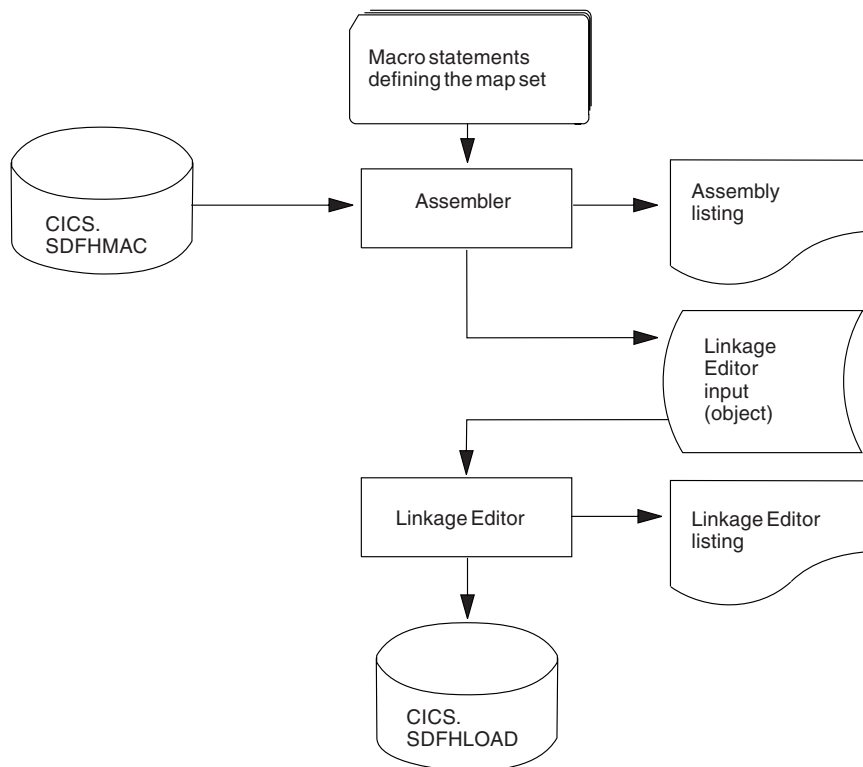 Macro statements
defining the map set
CICS.
SDFHMAC
Assembler
Assembly
listing
Linkage
Editor
input
(object)
Linkage Editor
Linkage Editor
listing
CICS.
SDFHLOAD